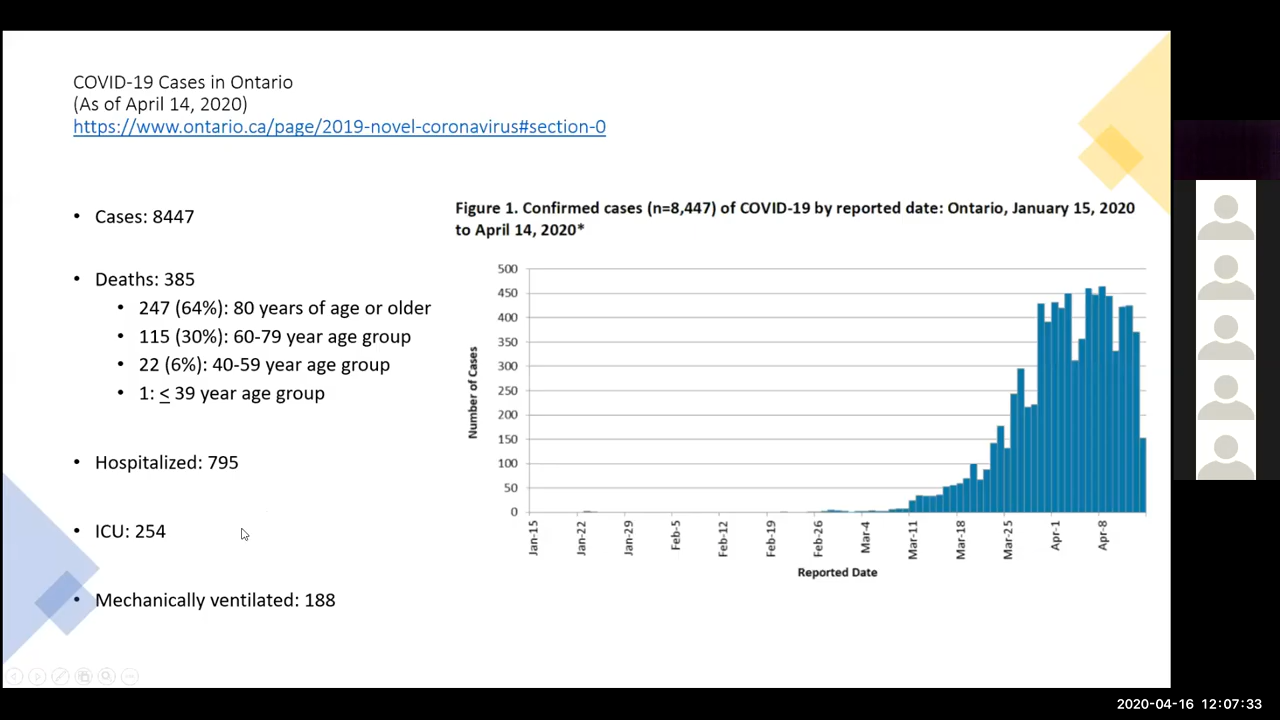 COVID-19 Cases in Ontario
(As of April 14, 2020)
https://www.ontario.ca/page/2019-novel-coronavirus#section-0
• Cases: 8447
• Deaths: 385
• 247 (64%): 80 years of age or older
• 115 (30%): 60-79 year age group
• 22 (6%): 40-59 year age group
• 1: < 39 year age group
• Hospitalized: 795
• ICU: 254
• Mechanically ventilated: 188
Figure 1. Confirmed cases (n=8,447) of COVID-19 by reported date: Ontario, January 15, 2020
to April 14, 2020*
Number of Cases
500
450
400
350
300
250
200
150
100
50
0
Jan-15
Jan-22
Jan-29
Feb-5
Feb-12
Feb-19
Feb-26
Mar-4
Mar-11
Mar-18
Mar-25
Apr-1
Apr-8
Reported Date
2020-04-16 12:07:33